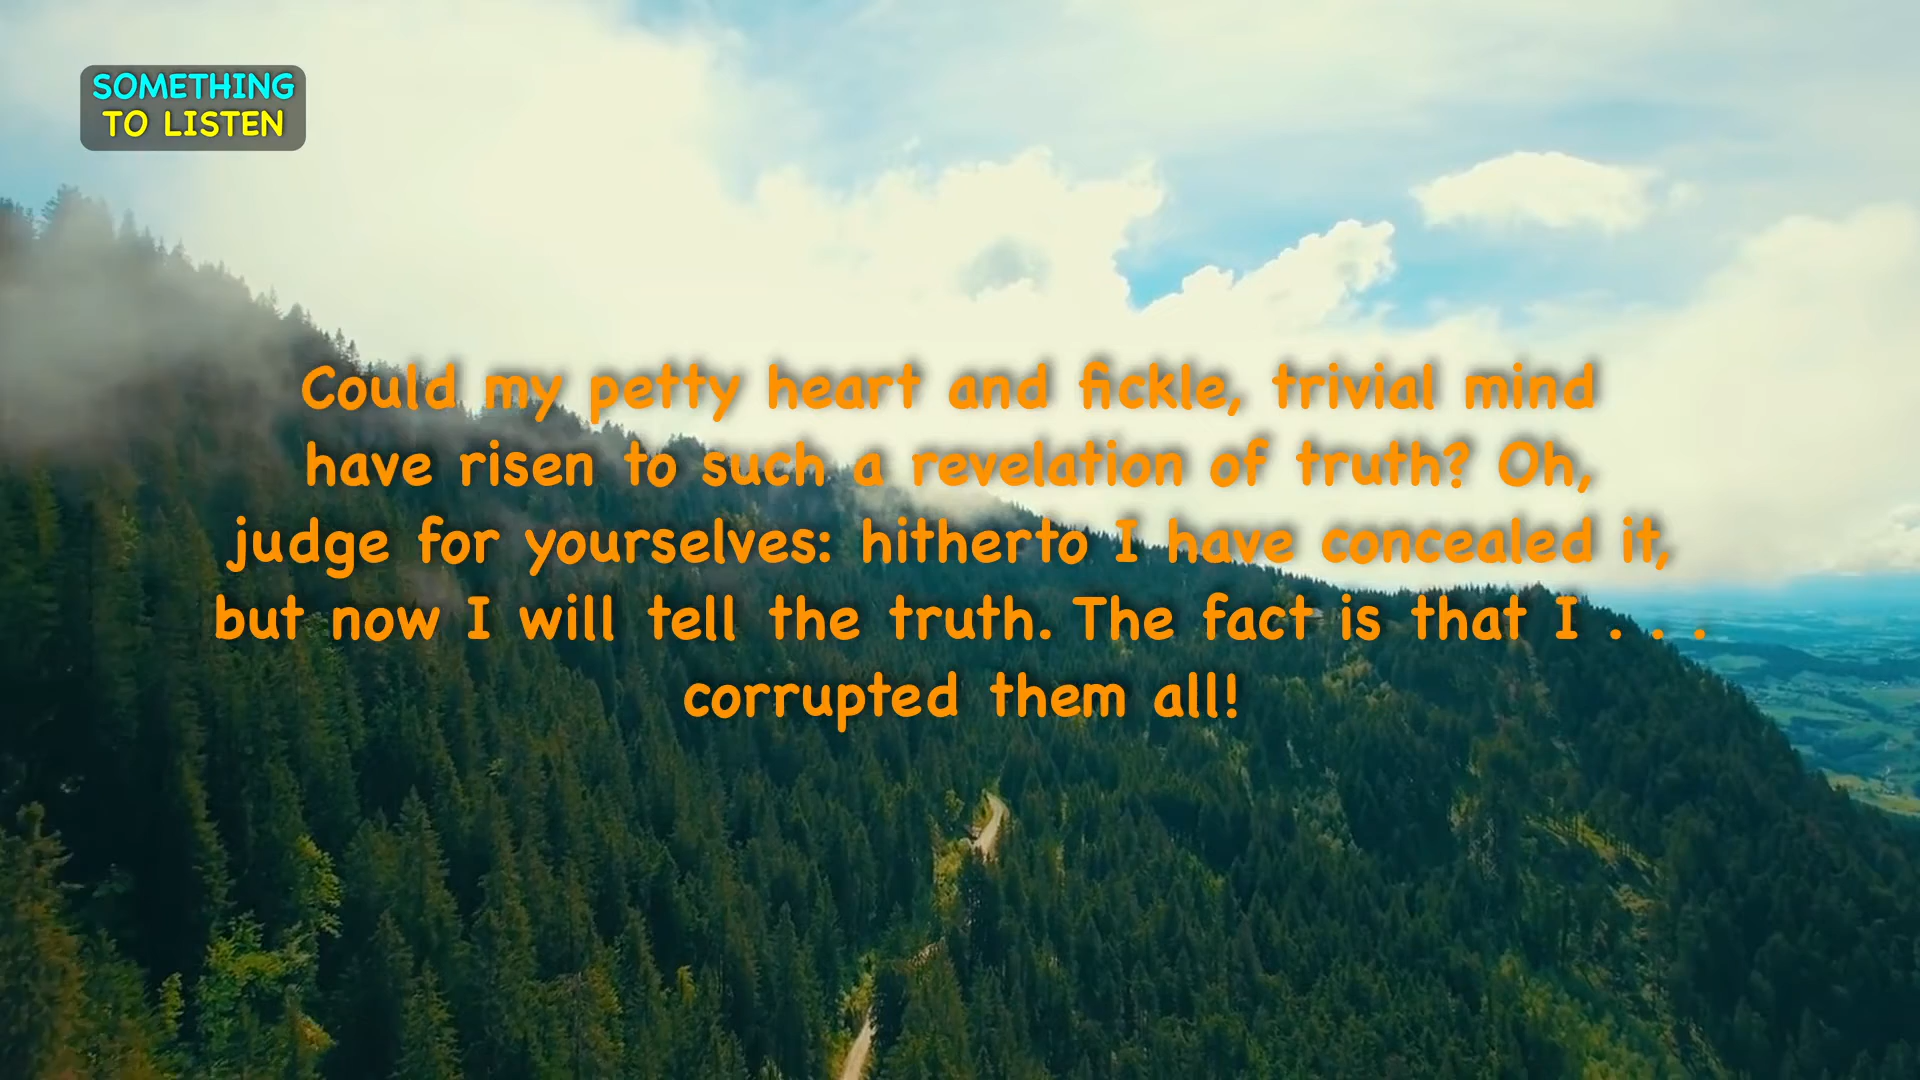 SOMETHING
TO LISTEN
Could my petty heart and fickle, trivial mind
have risen to such a revelation of truth? Oh,
judge for yourselves: hitherto I have concealed it,
but now I will tell the truth. The fact is that I . . .
corrupted them all!